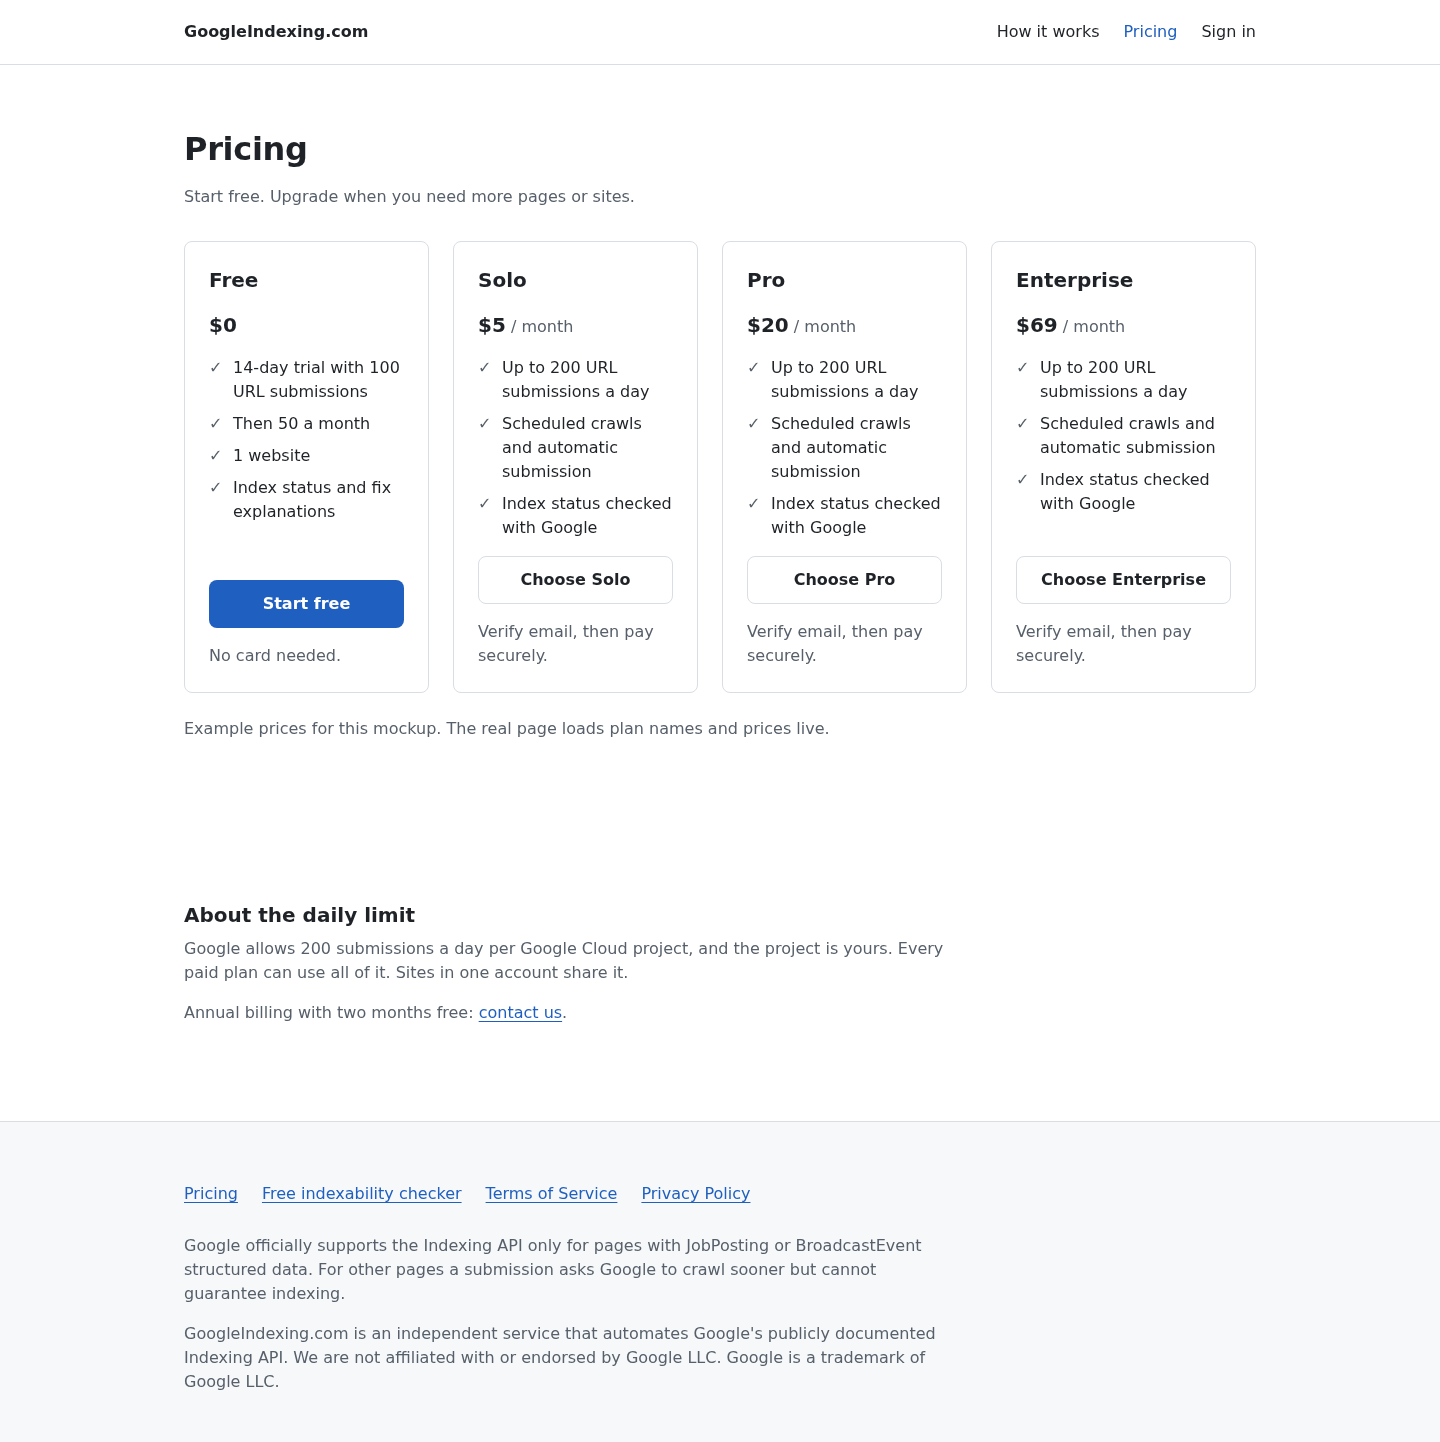 GoogleIndexing.com
How it works Pricing Sign in
Pricing
Start free. Upgrade when you need more pages or sites.
Free
$0
✓ 14-day trial with 100
URL submissions
✓ Then 50 a month
✓ 1 website
✓ Index status and fix
explanations
Start free
No card needed.
Solo
$5 / month
✓ Up to 200 URL
submissions a day
✓ Scheduled crawls
and automatic
submission
✓ Index status checked
with Google
Choose Solo
Verify email, then pay
securely.
Pro
$20 / month
✓ Up to 200 URL
submissions a day
✓ Scheduled crawls
and automatic
submission
✓ Index status checked
with Google
Choose Pro
Verify email, then pay
securely.
Enterprise
$69 / month
✓ Up to 200 URL
submissions a day
✓ Scheduled crawls and
automatic submission
✓ Index status checked
with Google
Choose Enterprise
Verify email, then pay
securely.
Example prices for this mockup. The real page loads plan names and prices live.
About the daily limit
Google allows 200 submissions a day per Google Cloud project, and the project is yours. Every
paid plan can use all of it. Sites in one account share it.
Annual billing with two months free: contact us.
Pricing Free indexability checker Terms of Service Privacy Policy
Google officially supports the Indexing API only for pages with JobPosting or BroadcastEvent
structured data. For other pages a submission asks Google to crawl sooner but cannot
guarantee indexing.
GoogleIndexing.com is an independent service that automates Google's publicly documented
Indexing API. We are not affiliated with or endorsed by Google LLC. Google is a trademark of
Google LLC.